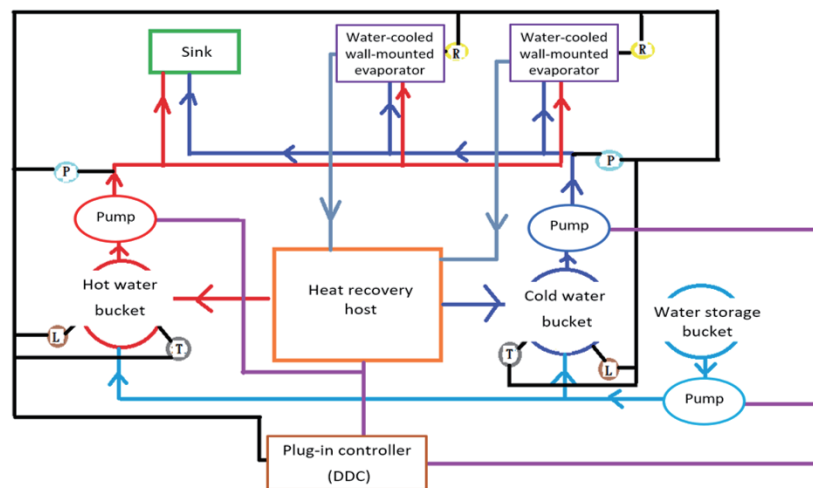 Sink
Water-cooled
wall-mounted
evaporator
R
Water-cooled
wall-mounted
evaporator
R
P
P
Pump
Pump
Hot water
bucket
Heat recovery
host
Cold water
bucket
Water storage
bucket
L
T
T
L
Pump
Plug-in controller
(DDC)